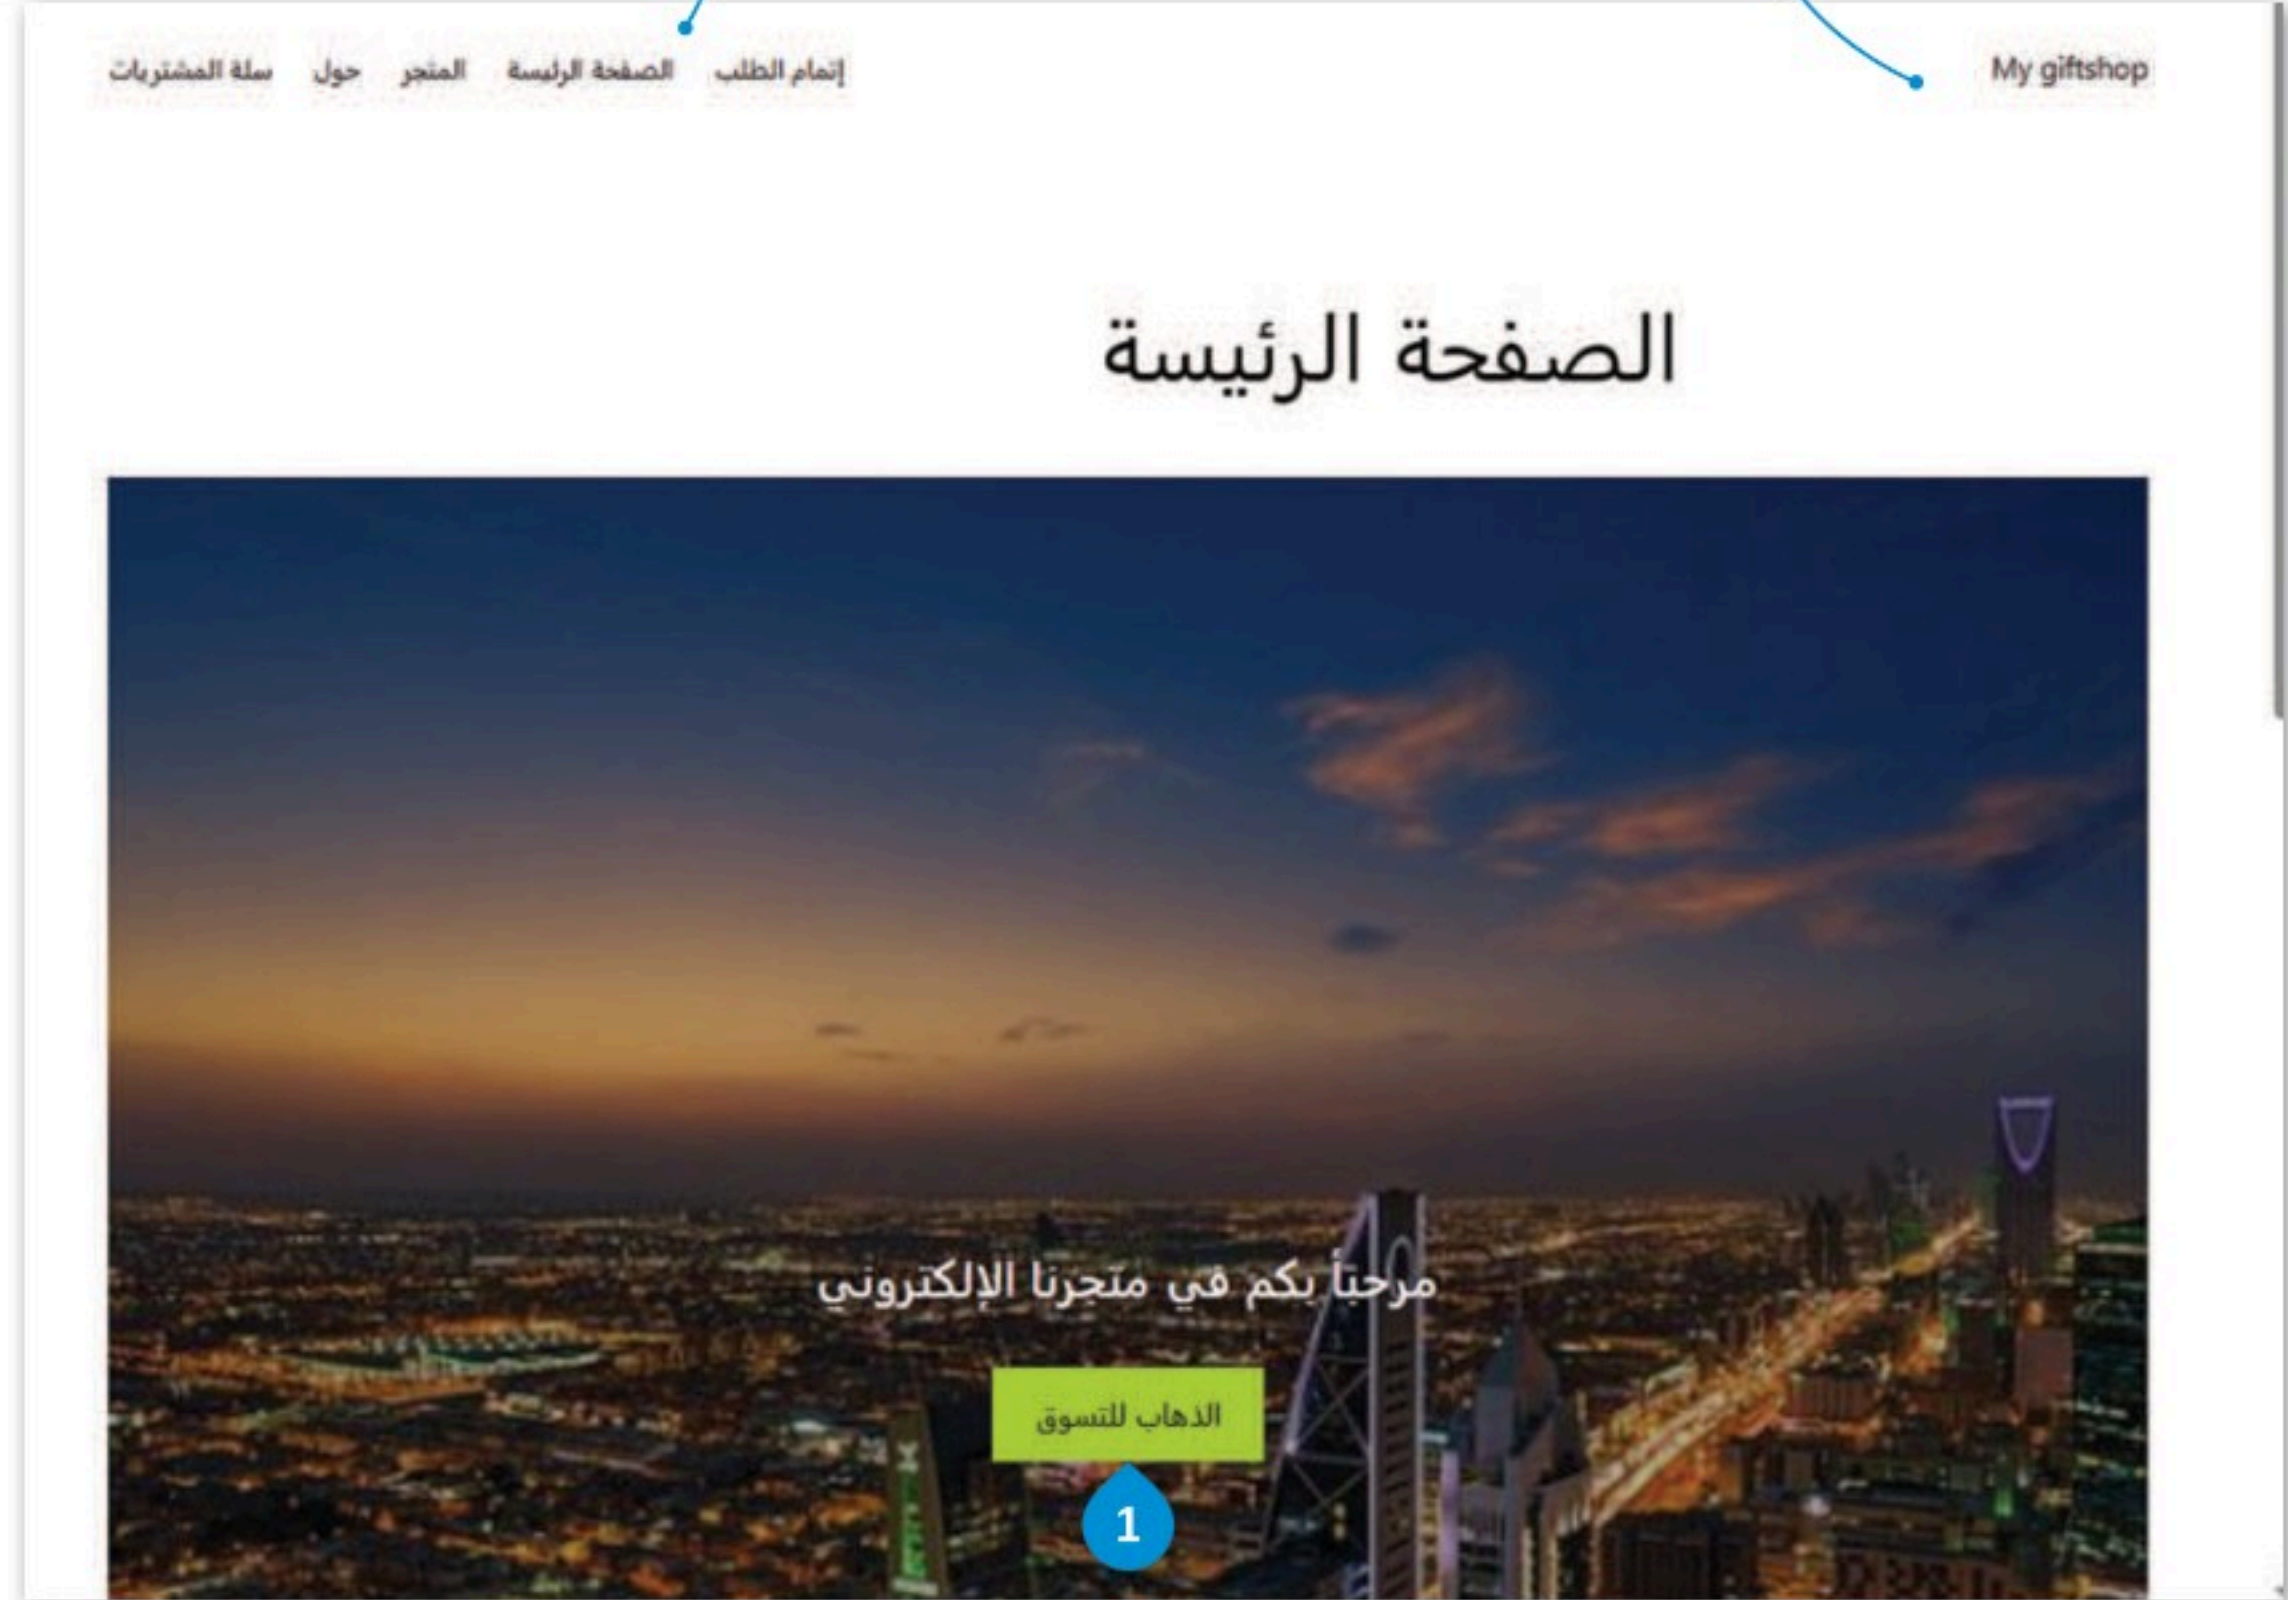 My giftshop
إتمام الطلب الصفحة الرئيسة المتجر حول سلة المشتريات
الصفحة الرئيسة
مرحبًا بكم في متجرنا الإلكتروني
الذهاب للتسوق
1